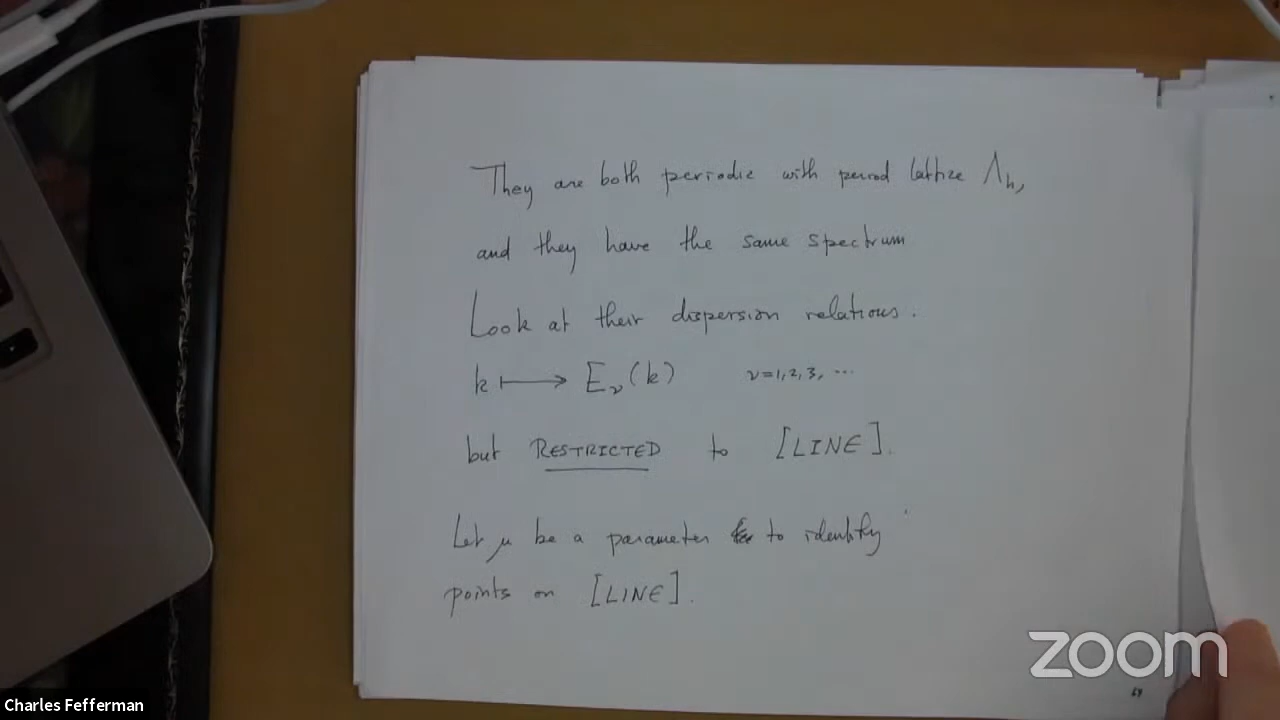 They are both periodic with period lattice Λₕ,
and they have the same spectrum
Look at their dispersion relations:
k ⟼ E_ν(k) ν=1,2,3, ...
but RESTRICTED to [LINE].
Let μ be a parameter to identify
points on [LINE].
zoom
Charles Fefferman